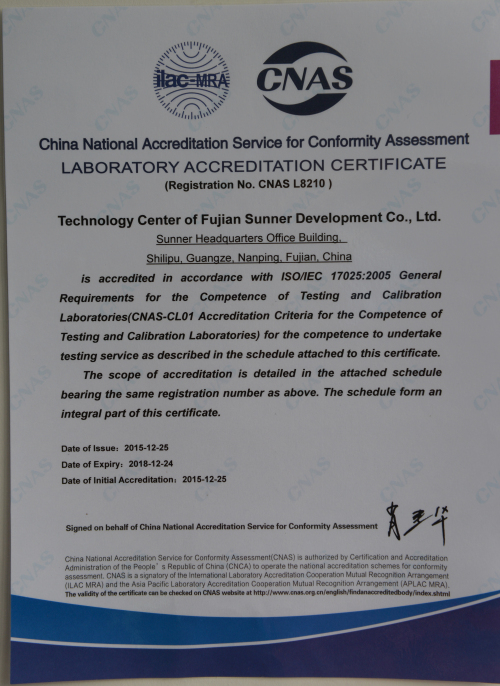 ilac-MRA
CNAS
China National Accreditation Service for Conformity Assessment
LABORATORY ACCREDITATION CERTIFICATE
(Registration No. CNAS L8210 )
Technology Center of Fujian Sunner Development Co., Ltd.
Sunner Headquarters Office Building,
Shilipu, Guangze, Nanping, Fujian, China
is accredited in accordance with ISO/IEC 17025:2005 General
Requirements for the Competence of Testing and Calibration
Laboratories(CNAS-CL01 Accreditation Criteria for the Competence of
Testing and Calibration Laboratories) for the competence to undertake
testing service as described in the schedule attached to this certificate.
The scope of accreditation is detailed in the attached schedule
bearing the same registration number as above. The schedule form an
integral part of this certificate.
Date of Issue: 2015-12-25
Date of Expiry: 2018-12-24
Date of Initial Accreditation: 2015-12-25
Signed on behalf of China National Accreditation Service for Conformity Assessment
China National Accreditation Service for Conformity Assessment(CNAS) is authorized by Certification and Accreditation
Administration of the People's Republic of China (CNCA) to operate the national accreditation schemes for conformity
assessment. CNAS is a signatory of the International Laboratory Accreditation Cooperation Mutual Recognition Arrangement
(ILAC MRA) and the Asia Pacific Laboratory Accreditation Cooperation Mutual Recognition Arrangement (APLAC MRA).
The validity of the certificate can be checked on CNAS website at http://www.cnas.org.cn/english/findanaccreditedbody/index.shtml